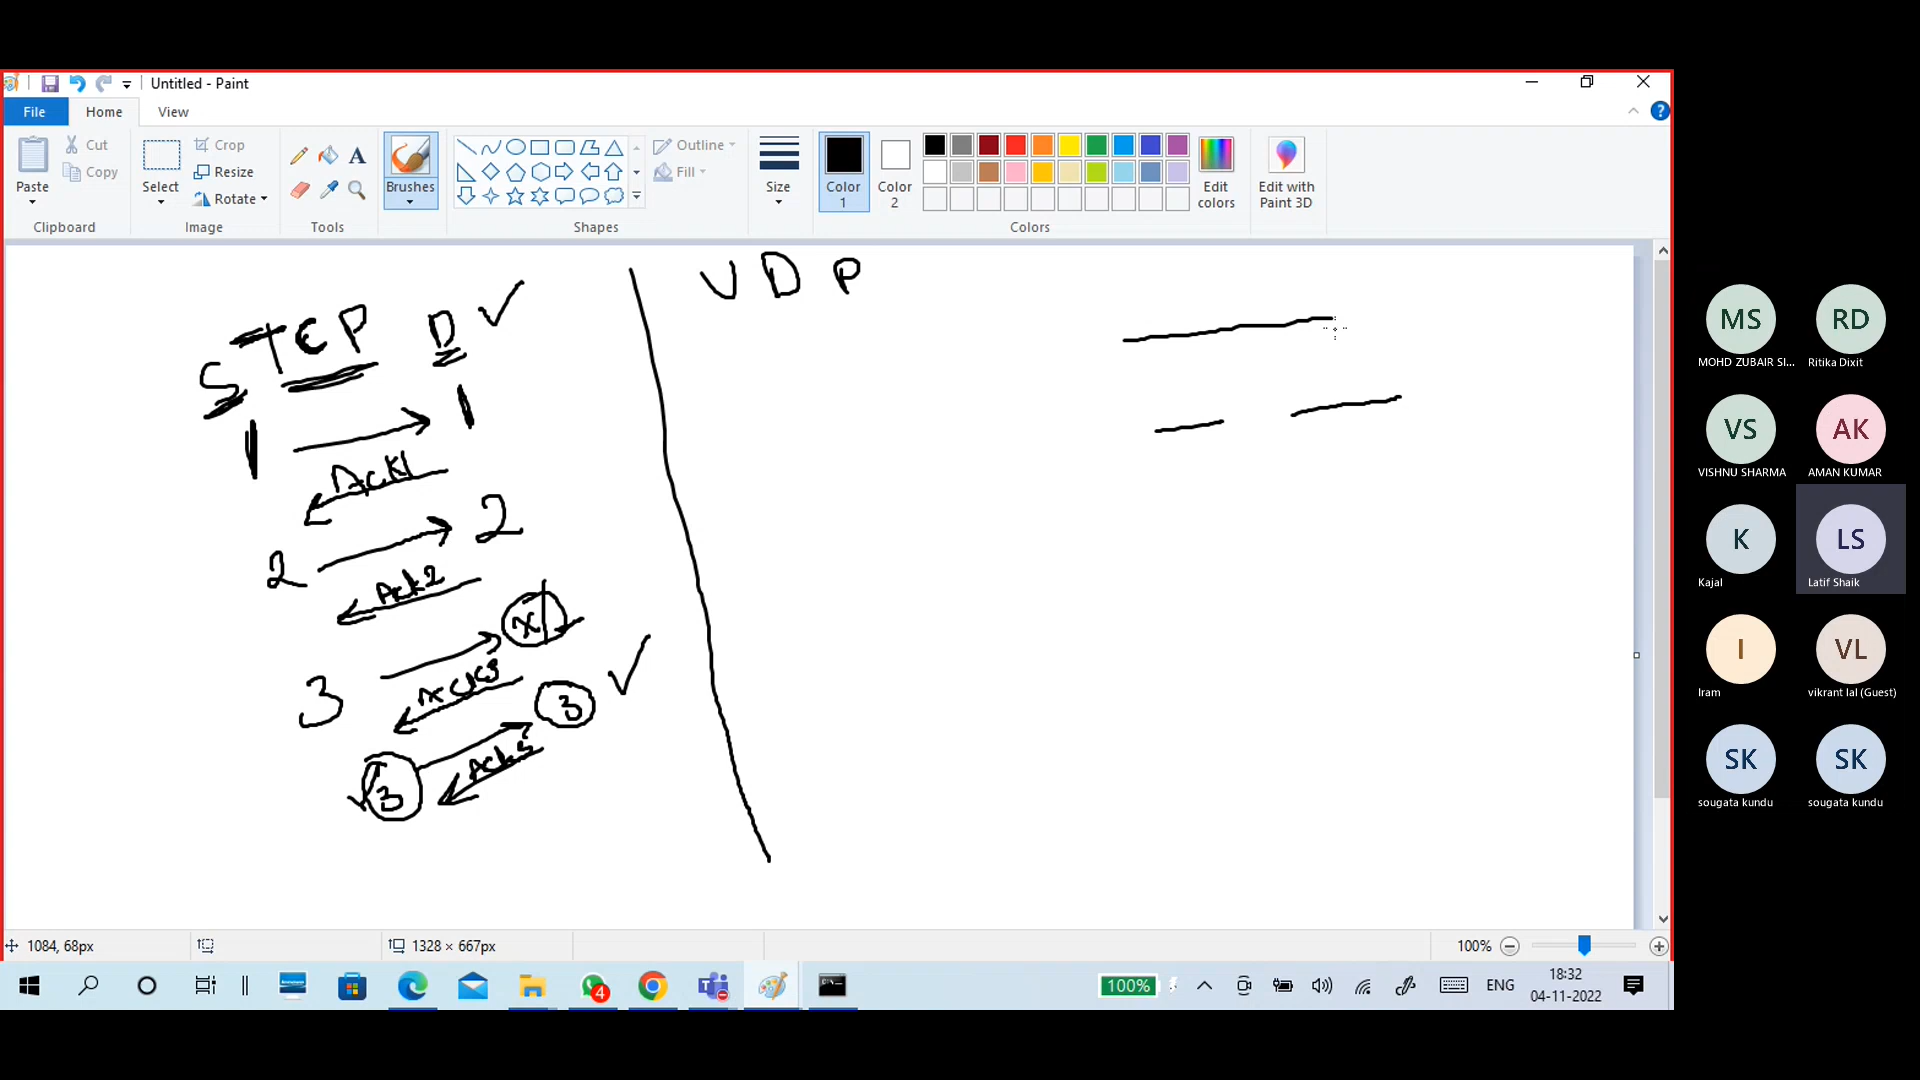 Untitled - Paint
File Home View
Paste
Cut
Copy
Clipboard
Select
Crop
Resize
Rotate
Image
Tools
Brushes
Shapes
Outline
Fill
Size
Color 1
Color 2
Edit colors
Edit with Paint 3D
Colors
S TCP D
1 1
Ack1
2 2
Ack2
3 x
Ack3
3 3
Ack
UDP
1084, 68px
1328 × 667px
100%
100%
ENG
18:32
04-11-2022
4
MS
MOHD ZUBAIR SI...
RD
Ritika Dixit
VS
VISHNU SHARMA
AK
AMAN KUMAR
K
Kajal
LS
Latif Shaik
I
Iram
VL
vikrant lal (Guest)
SK
sougata kundu
SK
sougata kundu